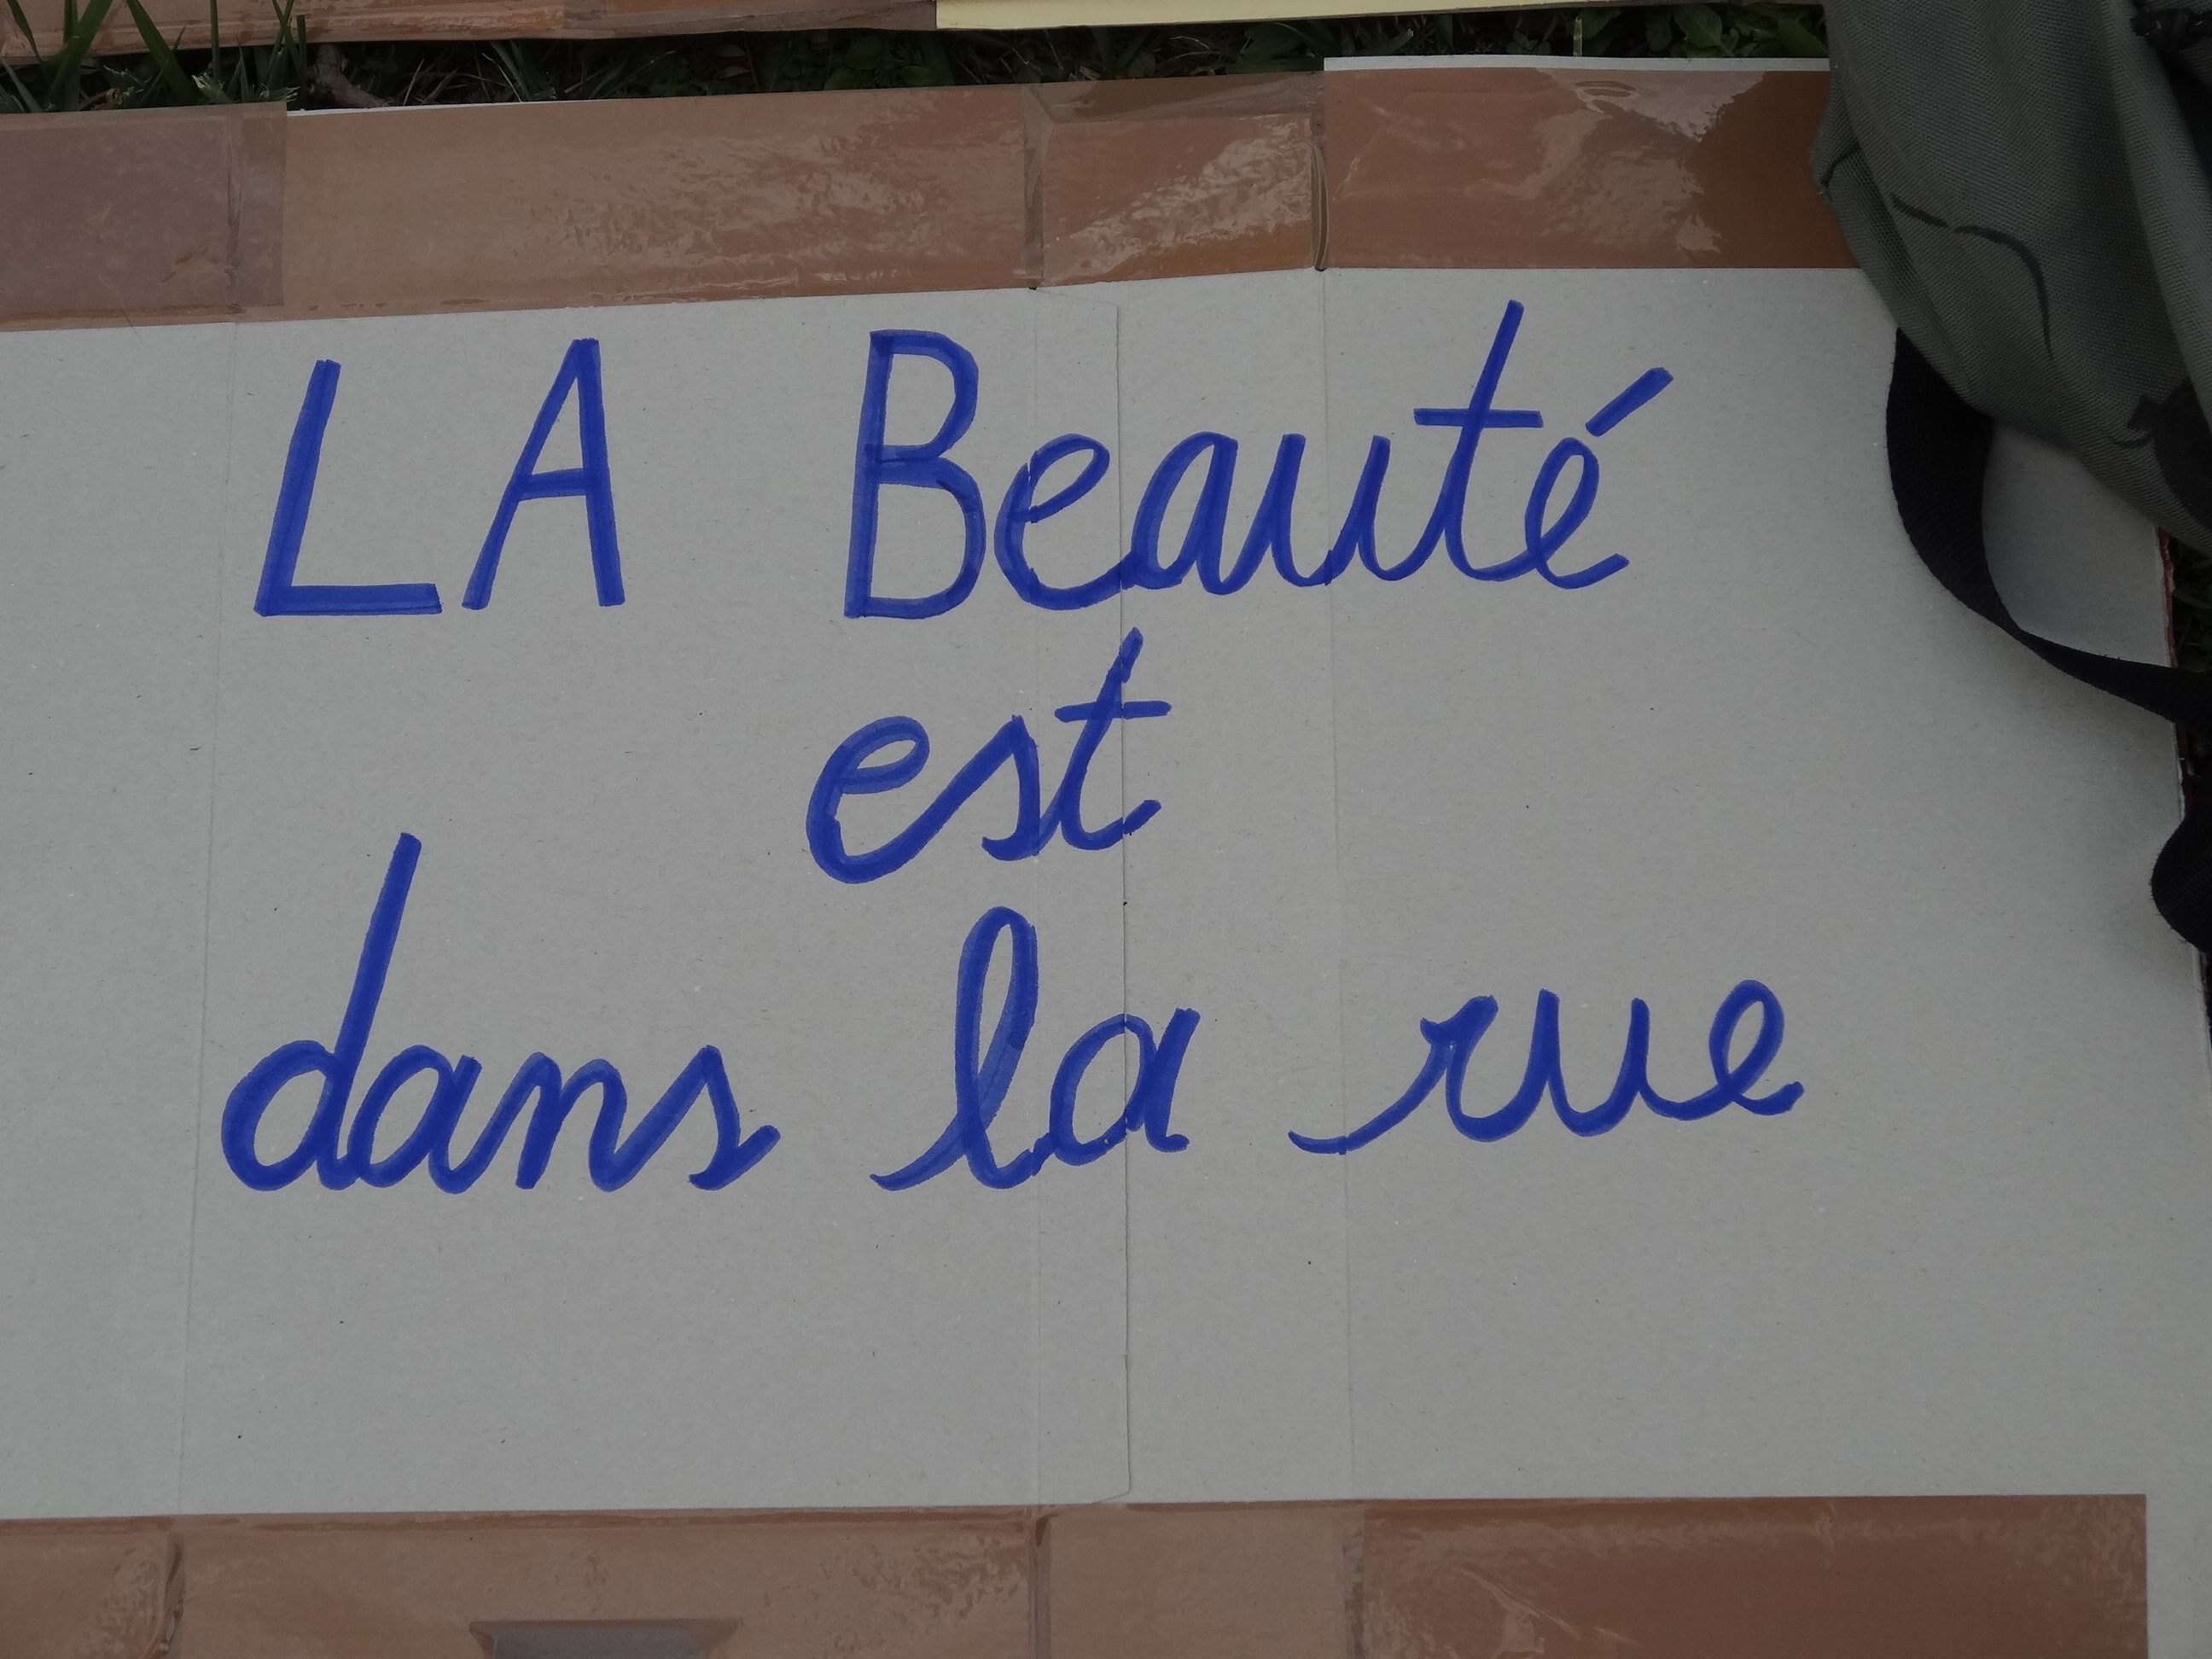 LA Beauté
est
dans la rue